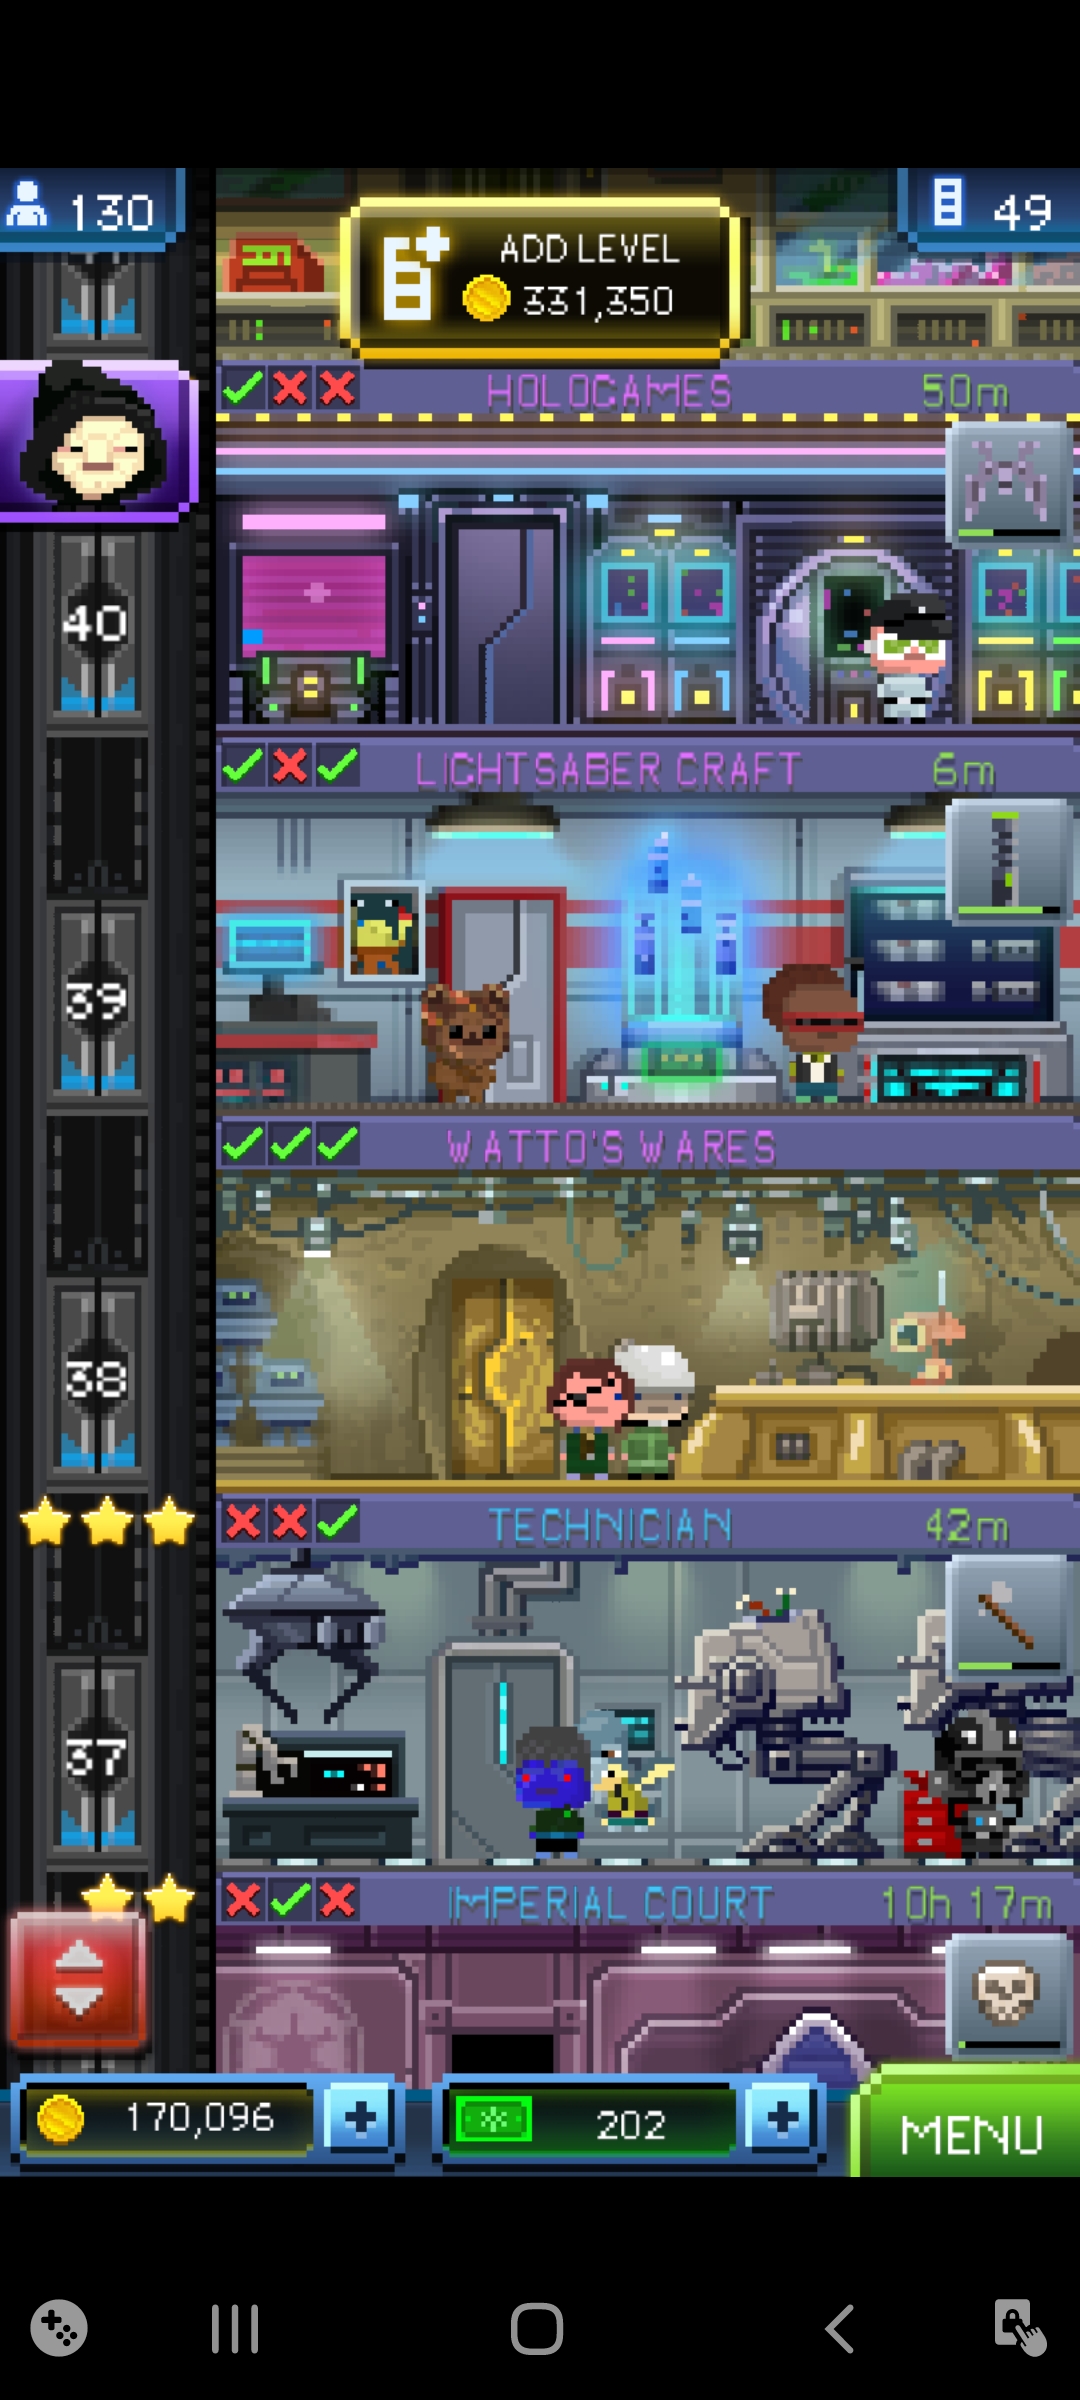 130
ADD LEVEL
331,350
49
HOLOGAMES
50m
40
LIGHTSABER CRAFT
6m
39
WATTO'S WARES
38
TECHNICIAN
42m
37
IMPERIAL COURT
10h 17m
170,096
202
MENU